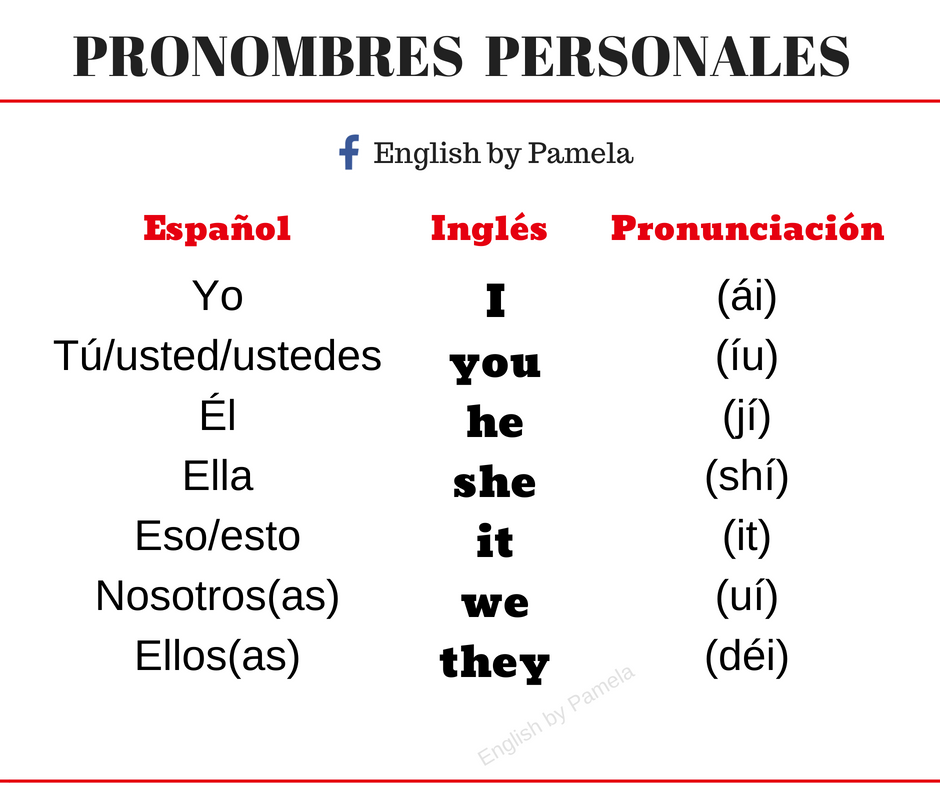 PRONOMBRES PERSONALES
English by Pamela
Español Inglés Pronunciación
Yo I (ái)
Tú/usted/ustedes you (íu)
Él he (jí)
Ella she (shí)
Eso/esto it (it)
Nosotros(as) we (uí)
Ellos(as) they (déi)
English by Pamela